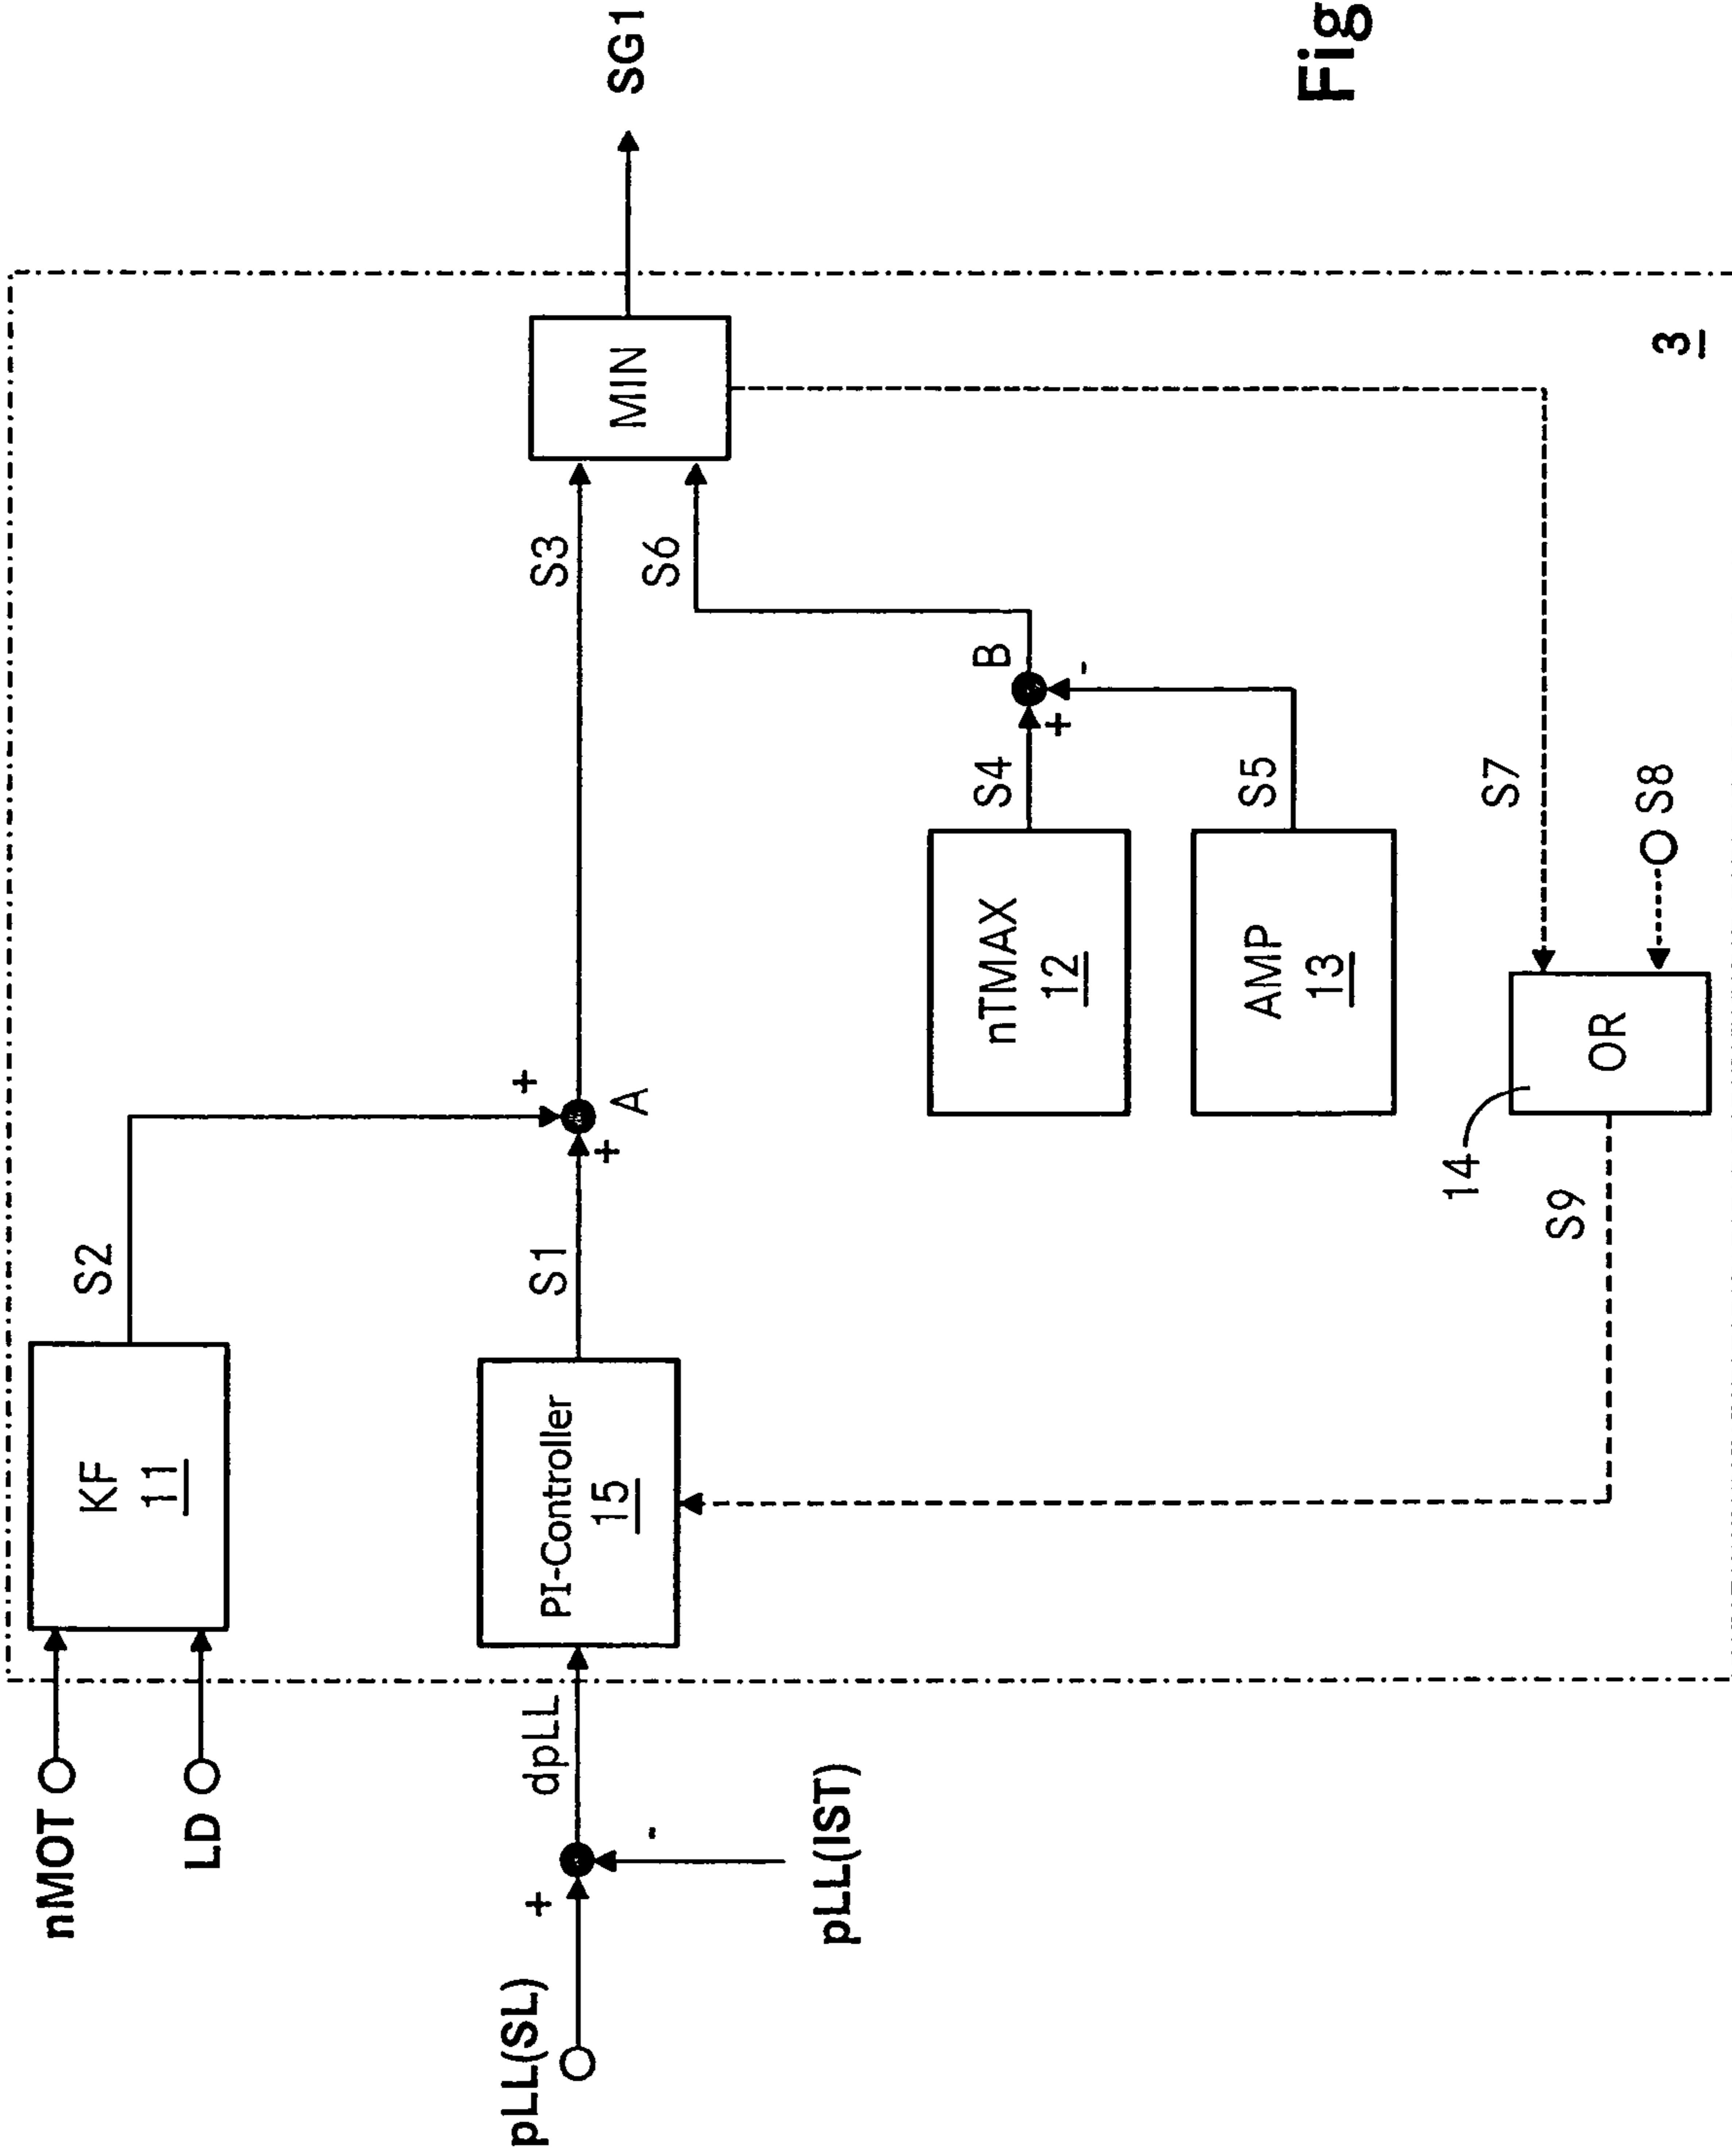 nMOT
LD
KF
11
S2
pLL(SL)
+
-
pLL(IST)
dpLL
PI-Controller
15
S1
+
+
A
S3
S6
MIN
SG1
nTMAX
12
S4
+
B
-
AMP
13
S5
S7
S8
OR
14
S9
3
Fig